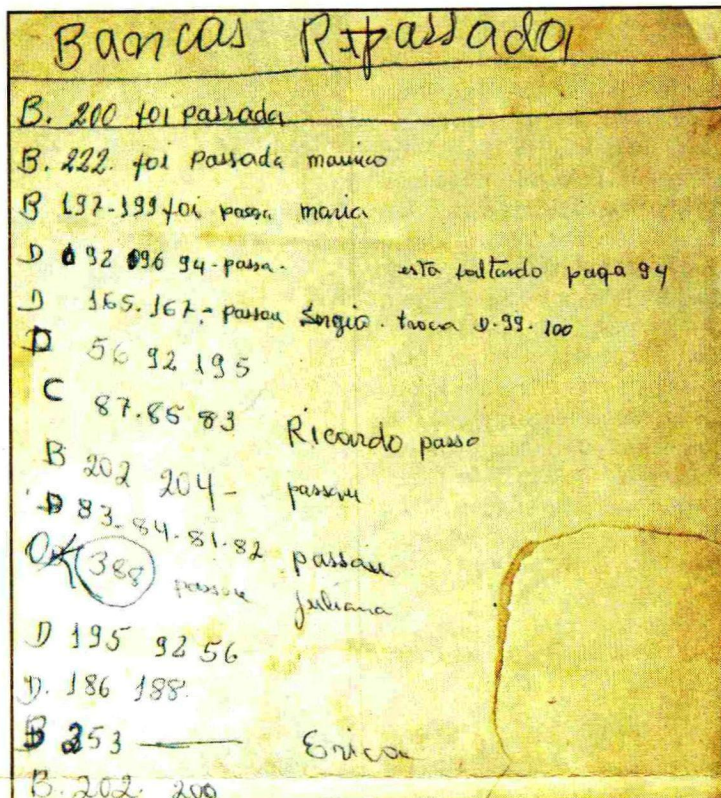 Bancas Repassada
B. 200 foi passada
B. 222. foi Passada
B 197-199 foi passa maria
D 92 96 94-passa. esta faltando paga 94
D 165.167- passou Sergio. troca D.99.100
D 56 92 195
C 87.85 83 Ricardo passo
B 202 204- passou
D 83-84.81.82 passou
OK 388 passou Juliana
D 195 92 56
D. 186 188.
B 253 — Erica
B. 202. 200